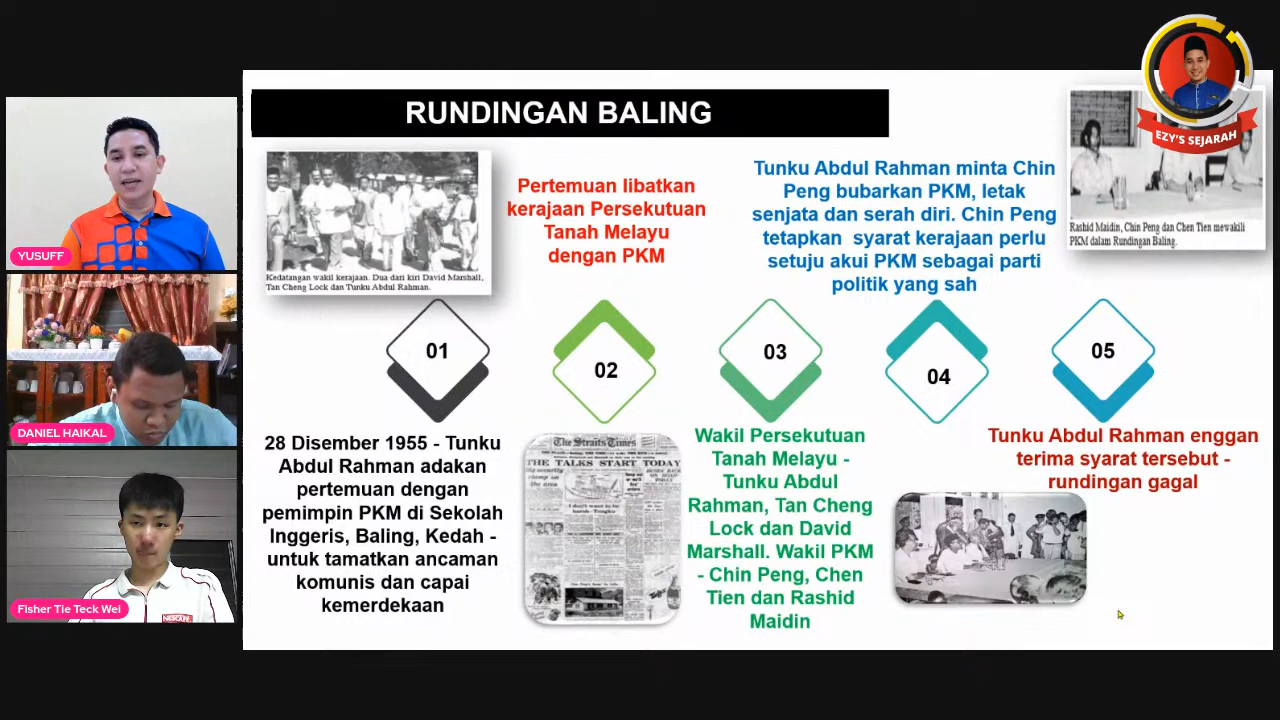 RUNDINGAN BALING
EZY'S SEJARAH
Kedatangan wakil kerajaan. Dua dari kiri David Marshall,
Tan Cheng Lock dan Tunku Abdul Rahman.
Pertemuan libatkan
kerajaan Persekutuan
Tanah Melayu
dengan PKM
Tunku Abdul Rahman minta Chin
Peng bubarkan PKM, letak
senjata dan serah diri. Chin Peng
tetapkan syarat kerajaan perlu
setuju akui PKM sebagai parti
politik yang sah
Rashid Maidin, Chin Peng dan Chen Tien mewakili
PKM dalam Rundingan Baling.
01
02
03
04
05
28 Disember 1955 - Tunku
Abdul Rahman adakan
pertemuan dengan
pemimpin PKM di Sekolah
Inggeris, Baling, Kedah -
untuk tamatkan ancaman
komunis dan capai
kemerdekaan
The Straits Times
THE TALKS START TODAY
Wakil Persekutuan
Tanah Melayu -
Tunku Abdul
Rahman, Tan Cheng
Lock dan David
Marshall. Wakil PKM
- Chin Peng, Chen
Tien dan Rashid
Maidin
Tunku Abdul Rahman enggan
terima syarat tersebut -
rundingan gagal
YUSUFF
DANIEL HAIKAL
Fisher Tie Teck Wei
NESCAFE